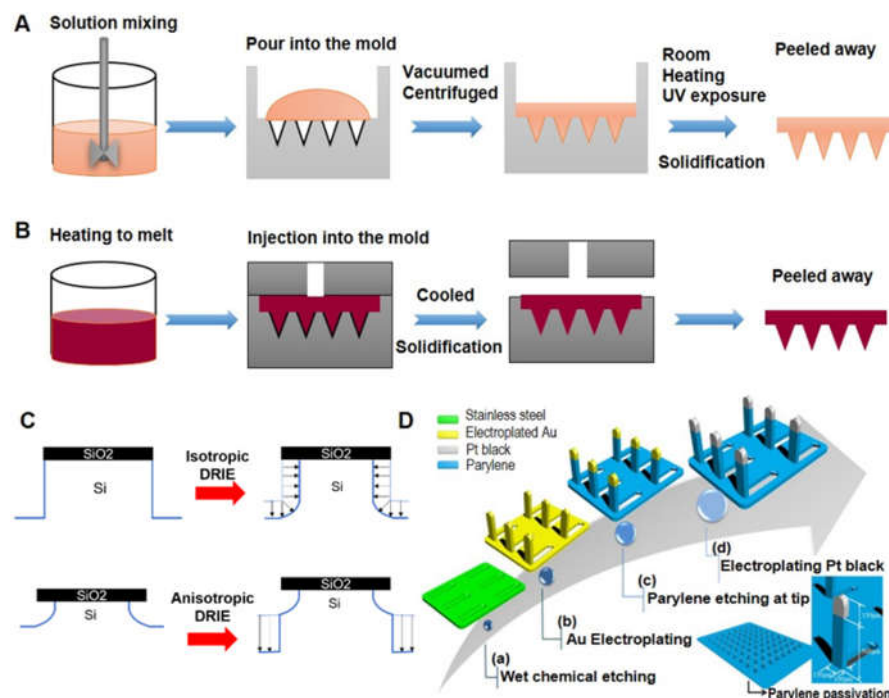 A
Solution mixing
Pour into the mold
Vacuumed
Centrifuged
Room
Heating
UV exposure
Solidification
Peeled away
B
Heating to melt
Injection into the mold
Cooled
Solidification
Peeled away
C
SiO2
Si
Isotropic
DRIE
SiO2
Si
SiO2
Si
Anisotropic
DRIE
SiO2
Si
D
Stainless steel
Electroplated Au
Pt black
Parylene
(a)
Wet chemical etching
(b)
Au Electroplating
(c)
Parylene etching at tip
(d)
Electroplating Pt black
Parylene passivation